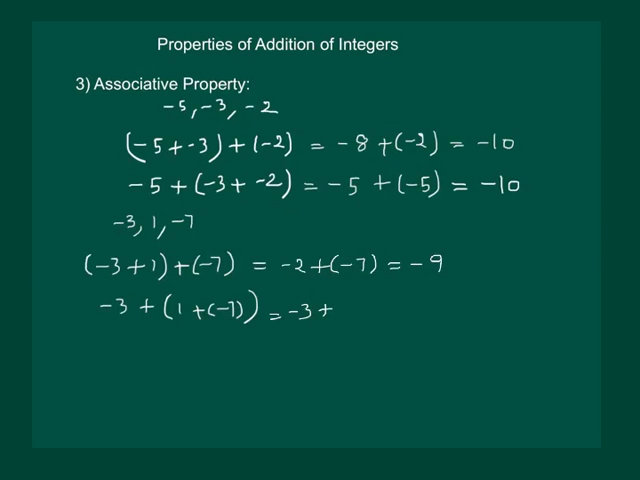 Properties of Addition of Integers
3) Associative Property:
-5, -3, -2
(-5 + -3) + (-2) = -8 + (-2) = -10
-5 + (-3 + -2) = -5 + (-5) = -10
-3, 1, -7
(-3 + 1) + (-7) = -2 + (-7) = -9
-3 + (1 + (-7)) = -3 +